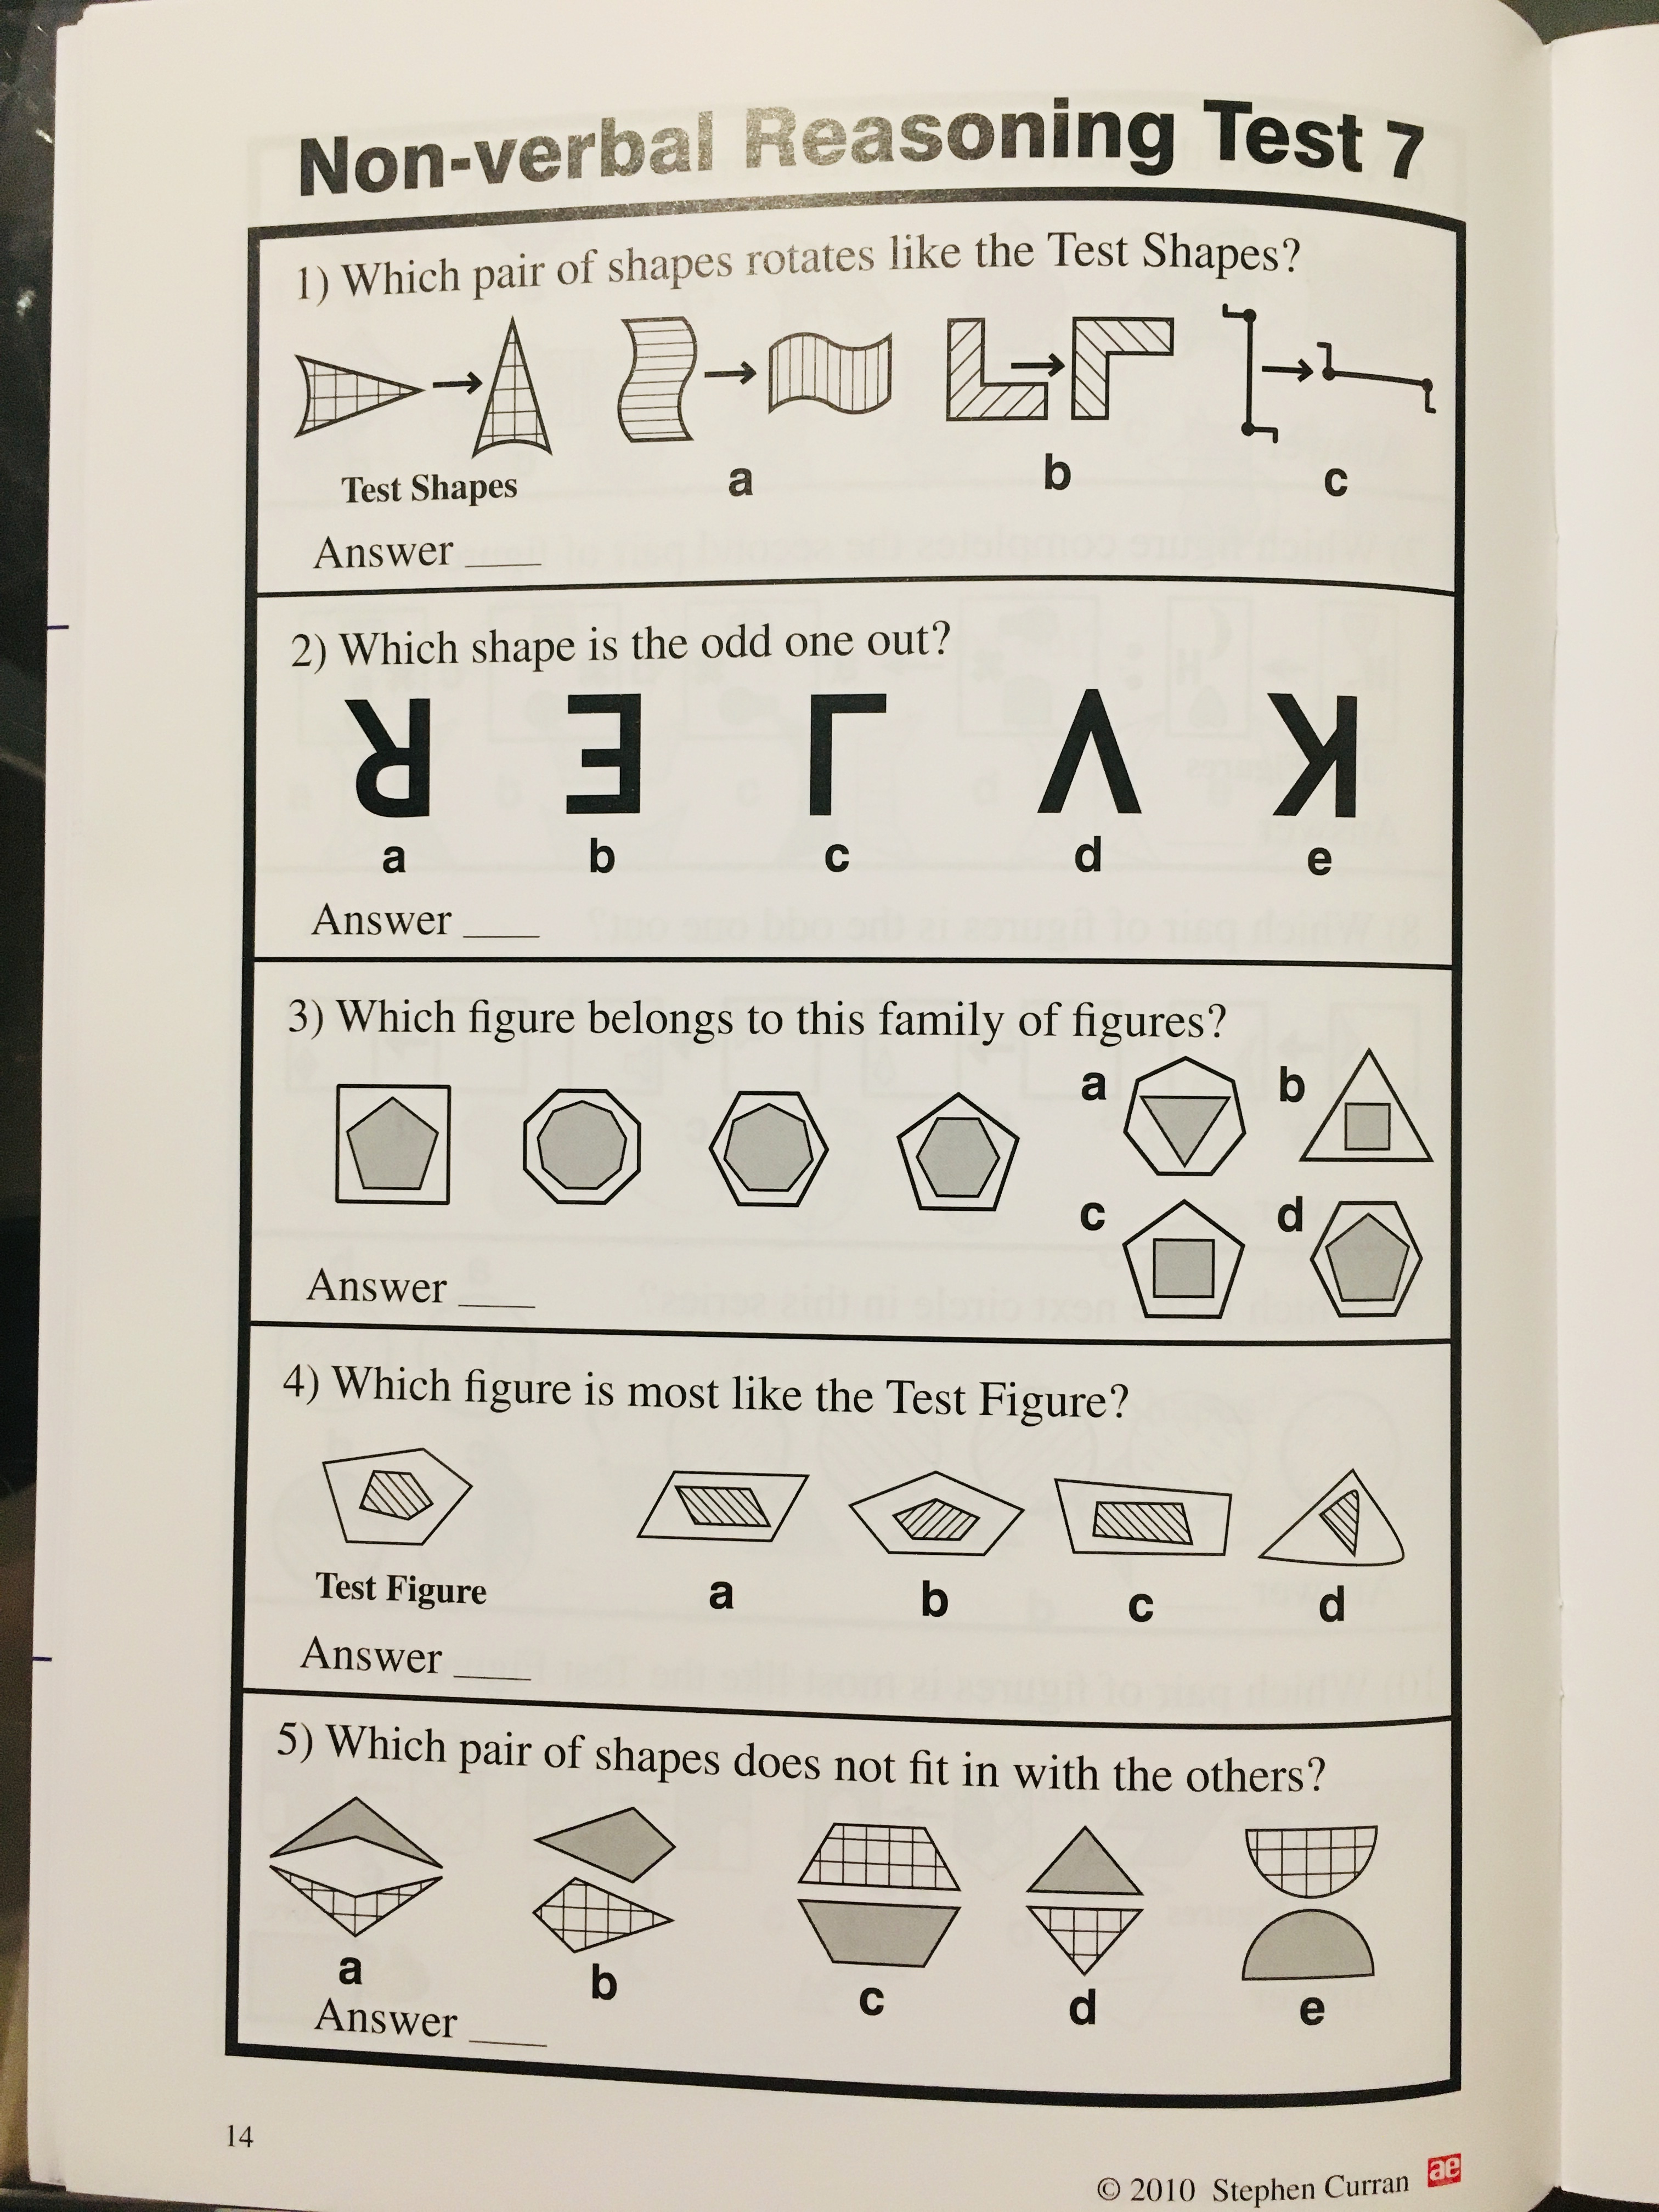 Non-verbal Reasoning Test 7
1) Which pair of shapes rotates like the Test Shapes?
Test Shapes
a
b
c
Answer ____
2) Which shape is the odd one out?
R E L V K
a b c d e
Answer ____
3) Which figure belongs to this family of figures?
a b
c d
Answer ____
4) Which figure is most like the Test Figure?
Test Figure
a b c d
Answer ____
5) Which pair of shapes does not fit in with the others?
a b c d e
Answer ____
14
© 2010 Stephen Curran ae